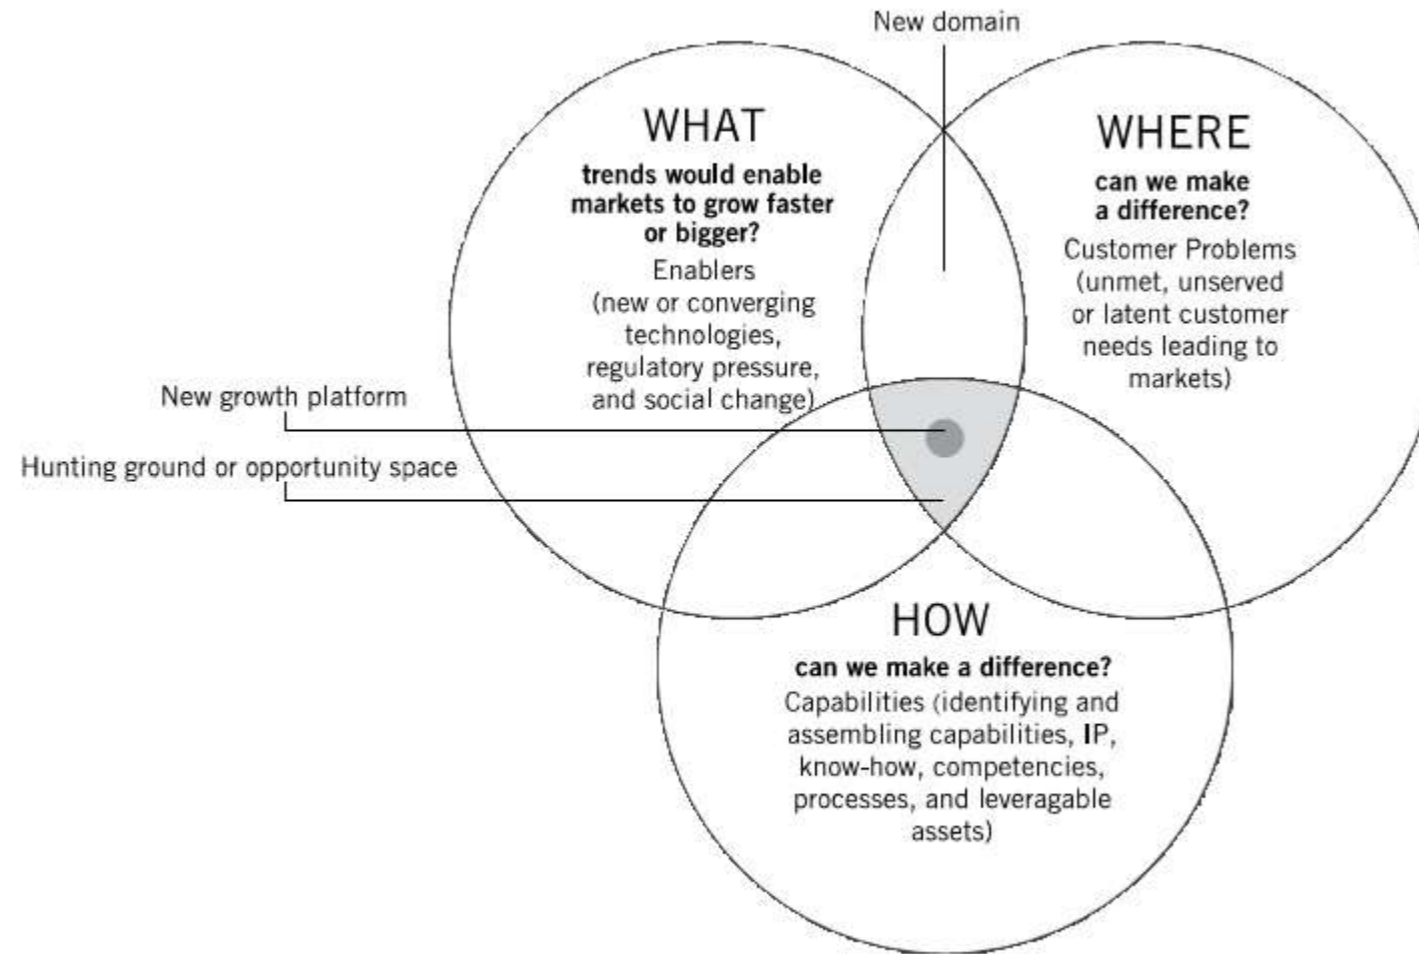 New domain
WHAT
trends would enable
markets to grow faster
or bigger?
Enablers
(new or converging
technologies,
regulatory pressure,
and social change)
WHERE
can we make
a difference?
Customer Problems
(unmet, unserved
or latent customer
needs leading to
markets)
New growth platform
Hunting ground or opportunity space
HOW
can we make a difference?
Capabilities (identifying and
assembling capabilities, IP,
know-how, competencies,
processes, and leveragable
assets)